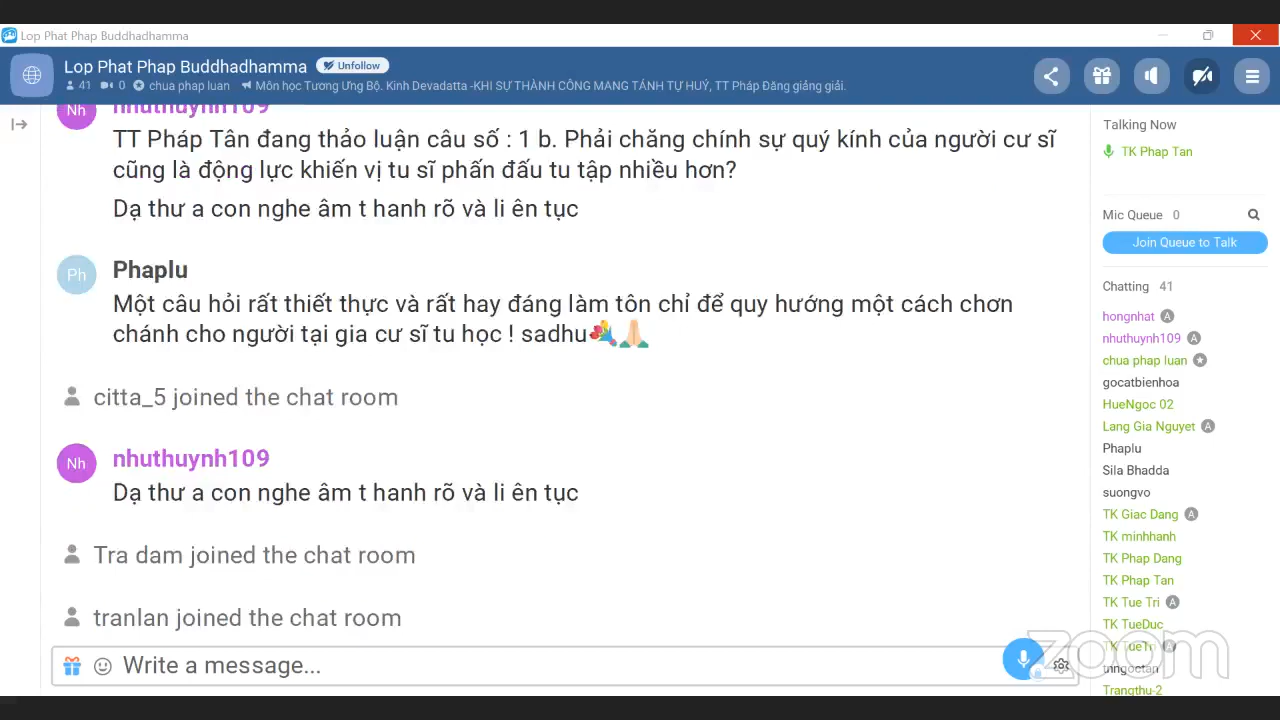 Lop Phat Phap Buddhadhamma
Lop Phat Phap Buddhadhamma
Unfollow
41 0 chua phap luan Môn học Tương Ưng Bộ. Kinh Devadatta -KHI SỰ THÀNH CÔNG MANG TÁNH TỰ HUỶ, TT Pháp Đăng giảng giải.
Nh
nhuthuynh109
TT Pháp Tân đang thảo luận câu số : 1 b. Phải chăng chính sự quý kính của người cư sĩ
cũng là động lực khiến vị tu sĩ phấn đấu tu tập nhiều hơn?
Dạ thư a con nghe âm t hanh rõ và li ên tục
Ph
Phaplu
Một câu hỏi rất thiết thực và rất hay đáng làm tôn chỉ để quy hướng một cách chơn
chánh cho người tại gia cư sĩ tu học ! sadhu💐🙏🏻
citta_5 joined the chat room
Nh
nhuthuynh109
Dạ thư a con nghe âm t hanh rõ và li ên tục
Tra dam joined the chat room
tranlan joined the chat room
Write a message...
Talking Now
TK Phap Tan
Mic Queue 0
Join Queue to Talk
Chatting 41
hongnhat A
nhuthuynh109 A
chua phap luan
gocatbienhoa
HueNgoc 02
Lang Gia Nguyet A
Phaplu
Sila Bhadda
suongvo
TK Giac Dang A
TK minhhanh
TK Phap Dang
TK Phap Tan
TK Tue Tri A
TK TueDuc
A
Trangthu-2
zoom